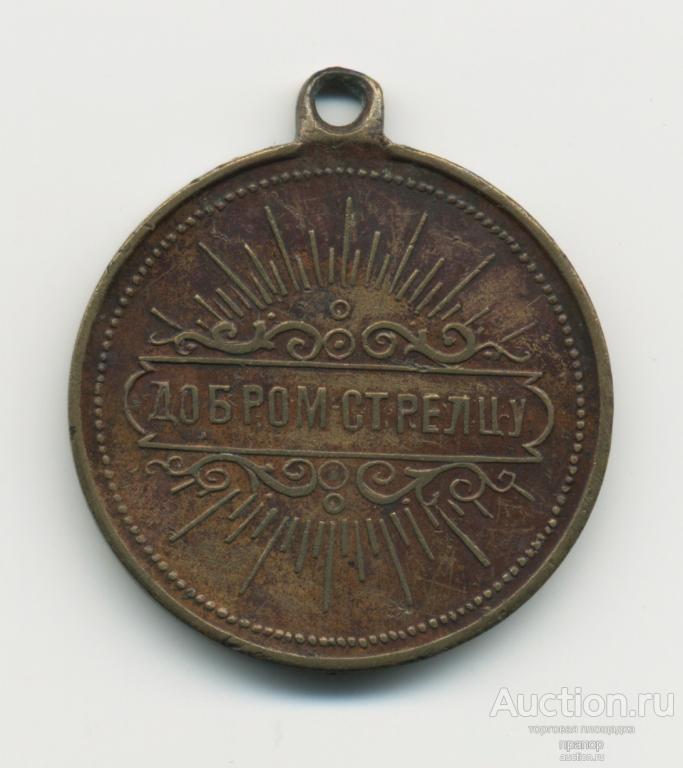 ДОБРОМ·СТРЕЛЦУ
Auction.ru
торговая площадка
прапор
auction.ru